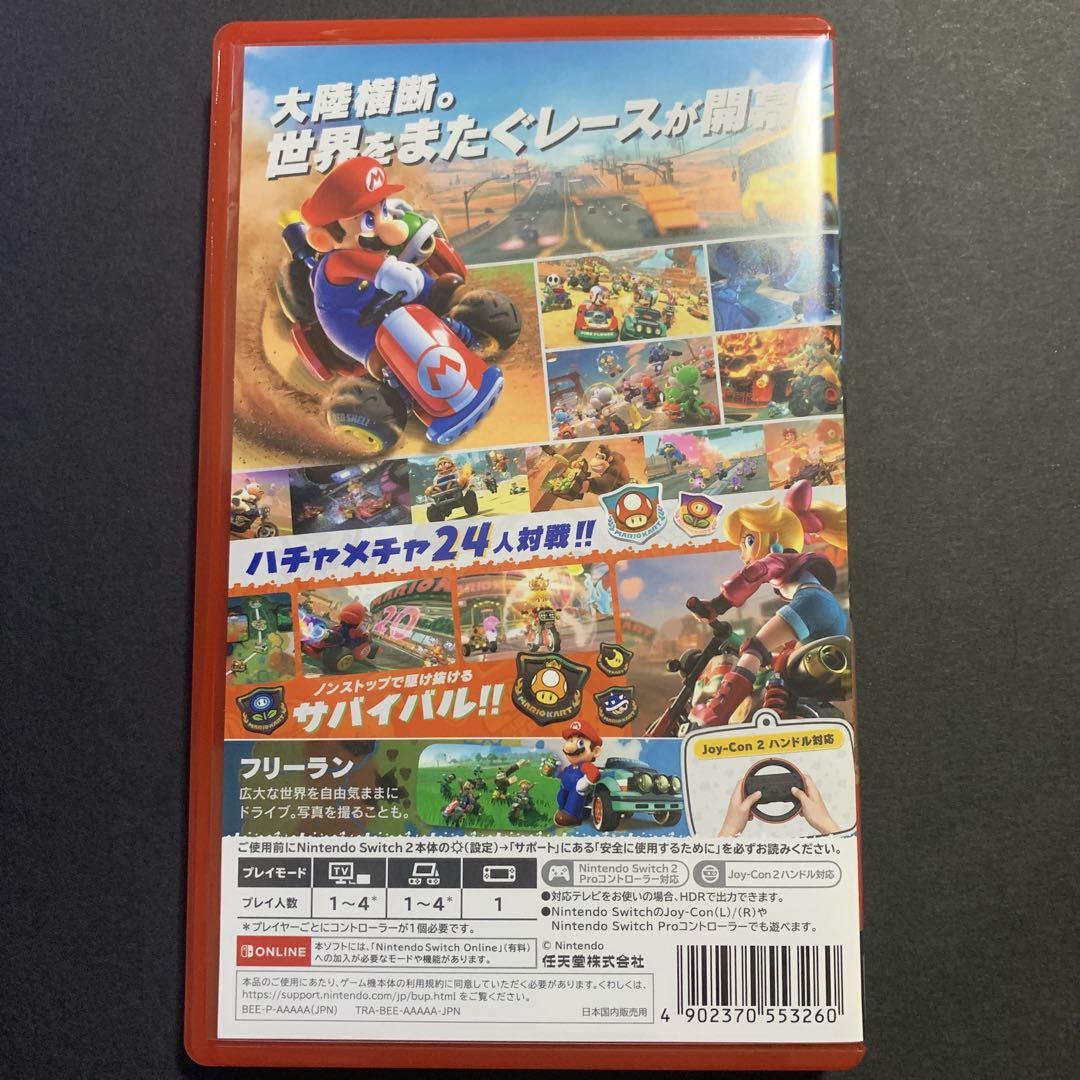 大陸横断。
世界をまたぐレースが開幕
M
M
RED SHELL
FIRE FLOWER
MARIO KART
ハチャメチャ24人対戦!!
MARIO KART
20
ノンストップで駆け抜ける
サバイバル!!
MARIO KART
MARIO KART
MARIO KART
フリーラン
広大な世界を自由気ままに
ドライブ。写真を撮ることも。
Joy-Con 2 ハンドル対応
ご使用前にNintendo Switch 2本体の(設定)→「サポート」にある「安全に使用するために」を必ずお読みください。
プレイモード
TV
プレイ人数
1〜4*
1〜4*
1
*プレイヤーごとにコントローラーが1個必要です。
Nintendo Switch 2
Proコントローラー対応
Joy-Con 2ハンドル対応
●対応テレビをお使いの場合、HDRで出力できます。
●Nintendo SwitchのJoy-Con(L)/(R)や
Nintendo Switch Proコントローラーでも遊べます。
ONLINE
本ソフトには、「Nintendo Switch Online」(有料)
への加入が必要なモードや機能があります。
© Nintendo
任天堂株式会社
本品のご使用にあたり、ゲーム機本体の利用規約に同意していただく必要があります。くわしくは、
https://support.nintendo.com/jp/bup.html をご覧ください。
BEE-P-AAAAA(JPN) TRA-BEE-AAAAA-JPN
日本国内販売用
4 902370 553260